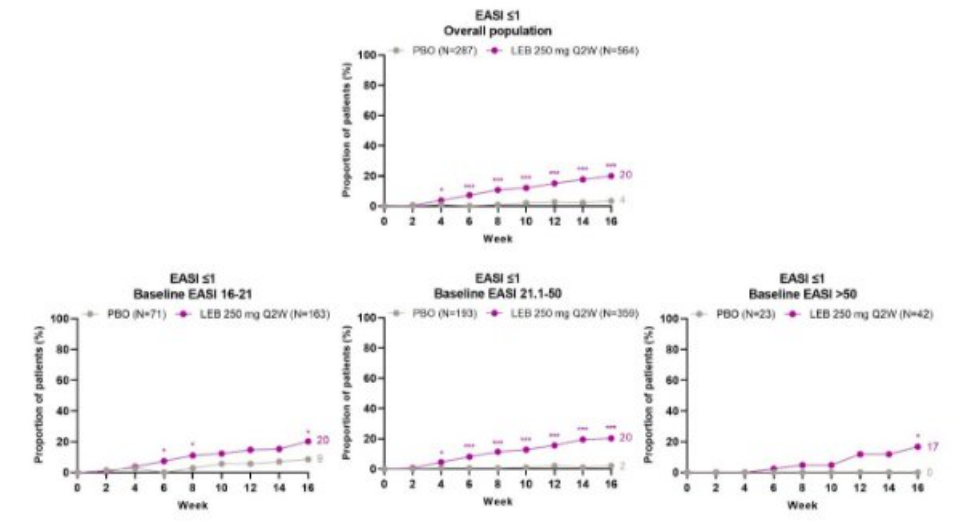 EASI ≤1
Overall population
PBO (N=287) LEB 250 mg Q2W (N=564)
Proportion of patients (%)
100
80
60
40
20
0
* *** *** *** *** *** ***
20
4
0 2 4 6 8 10 12 14 16
Week
EASI ≤1
Baseline EASI 16-21
PBO (N=71) LEB 250 mg Q2W (N=163)
Proportion of patients (%)
100
80
60
40
20
0
* * *
20
9
0 2 4 6 8 10 12 14 16
Week
EASI ≤1
Baseline EASI 21.1-50
PBO (N=193) LEB 250 mg Q2W (N=359)
Proportion of patients (%)
100
80
60
40
20
0
* *** *** *** *** *** ***
20
2
0 2 4 6 8 10 12 14 16
Week
EASI ≤1
Baseline EASI >50
PBO (N=23) LEB 250 mg Q2W (N=42)
Proportion of patients (%)
100
80
60
40
20
0
*
17
0
0 2 4 6 8 10 12 14 16
Week